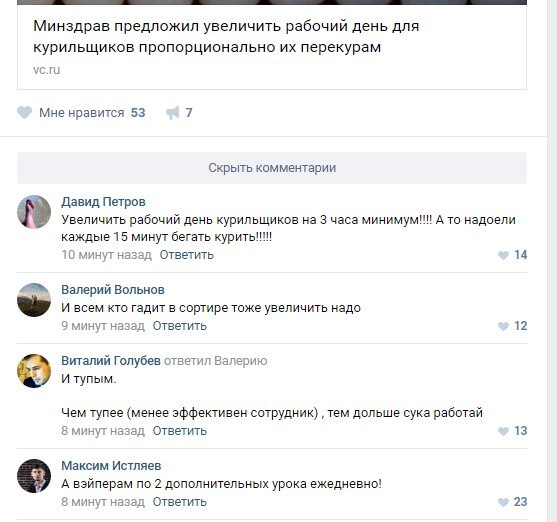 Минздрав предложил увеличить рабочий день для
курильщиков пропорционально их перекурам
vc.ru
Мне нравится 53 7
Скрыть комментарии
Давид Петров
Увеличить рабочий день курильщиков на 3 часа минимум!!!! А то надоели
каждые 15 минут бегать курить!!!!!
10 минут назад Ответить 14
Валерий Вольнов
И всем кто гадит в сортире тоже увеличить надо
9 минут назад Ответить 12
Виталий Голубев ответил Валерию
И тупым.
Чем тупее (менее эффективен сотрудник) , тем дольше сука работай
8 минут назад Ответить 13
Максим Истляев
А вэйперам по 2 дополнительных урока ежедневно!
8 минут назад Ответить 23